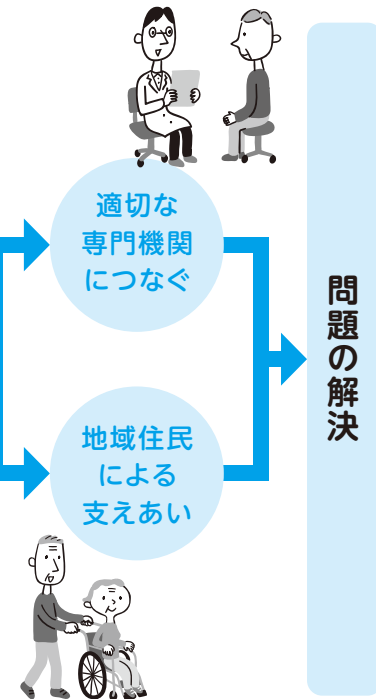 適切な
専門機関
につなぐ
地域住民
による
支えあい
問題の解決